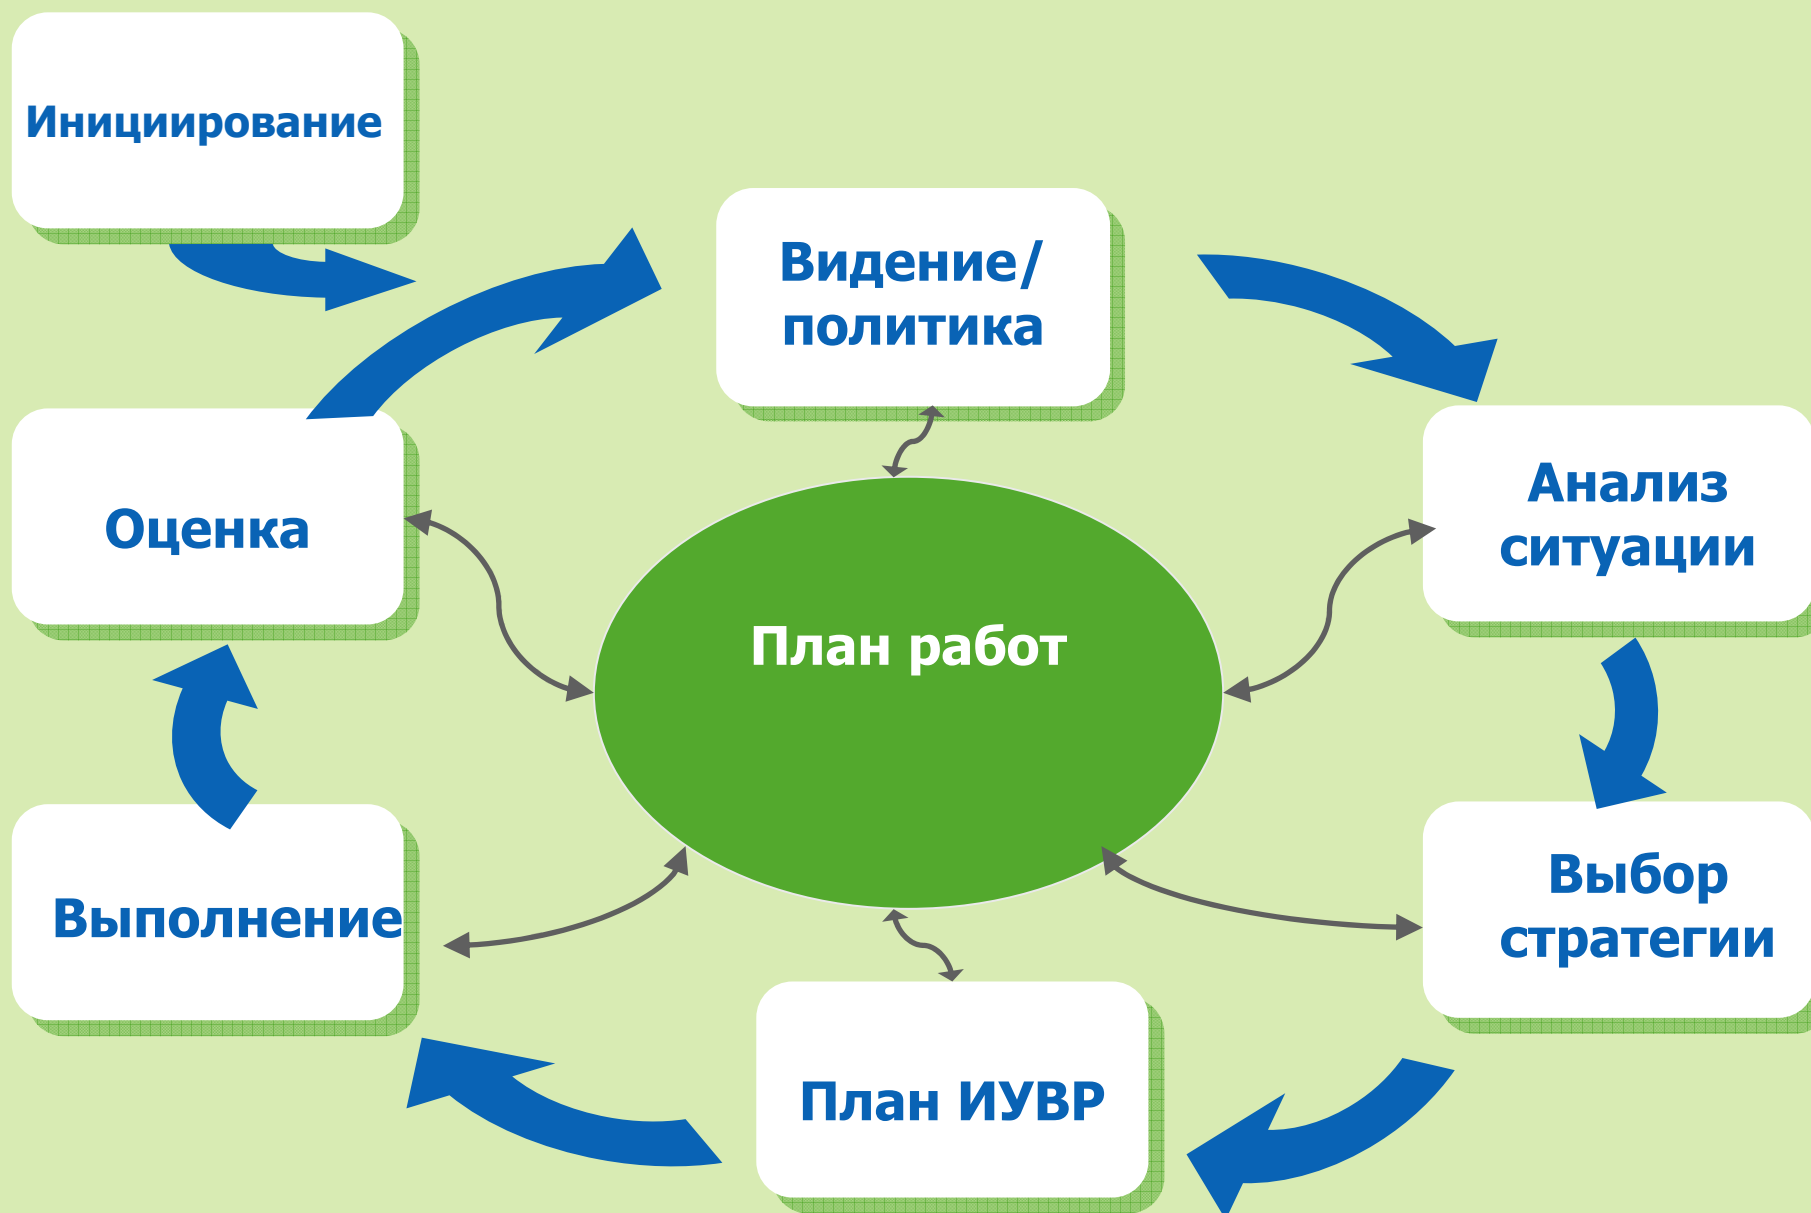 Инициирование
Видение/
политика
Анализ
ситуации
Оценка
План работ
Выбор
стратегии
Выполнение
План ИУВР